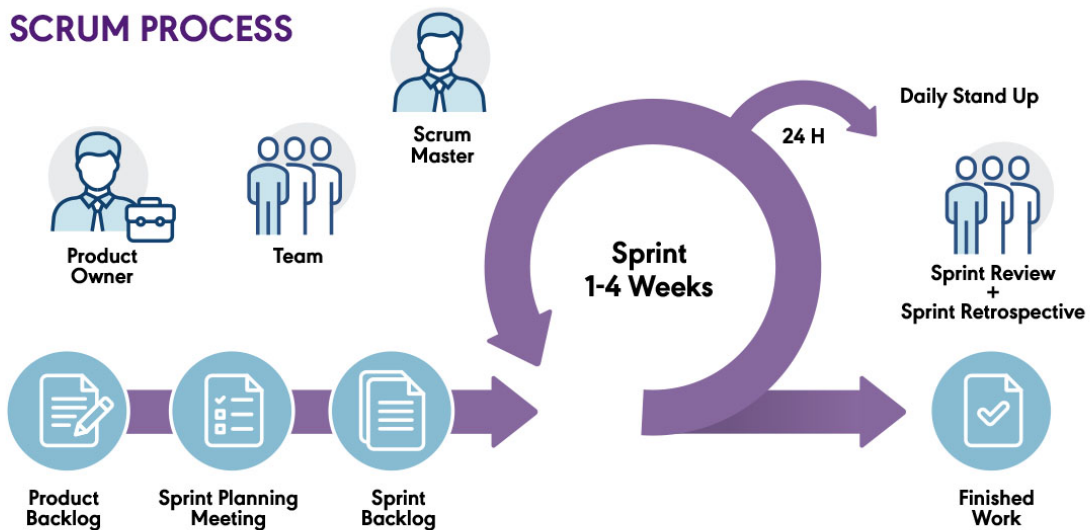 SCRUM PROCESS
Scrum
Master
Product
Owner
Team
Daily Stand Up
24 H
Sprint
1-4 Weeks
Sprint Review
+
Sprint Retrospective
Product
Backlog
Sprint Planning
Meeting
Sprint
Backlog
Finished
Work